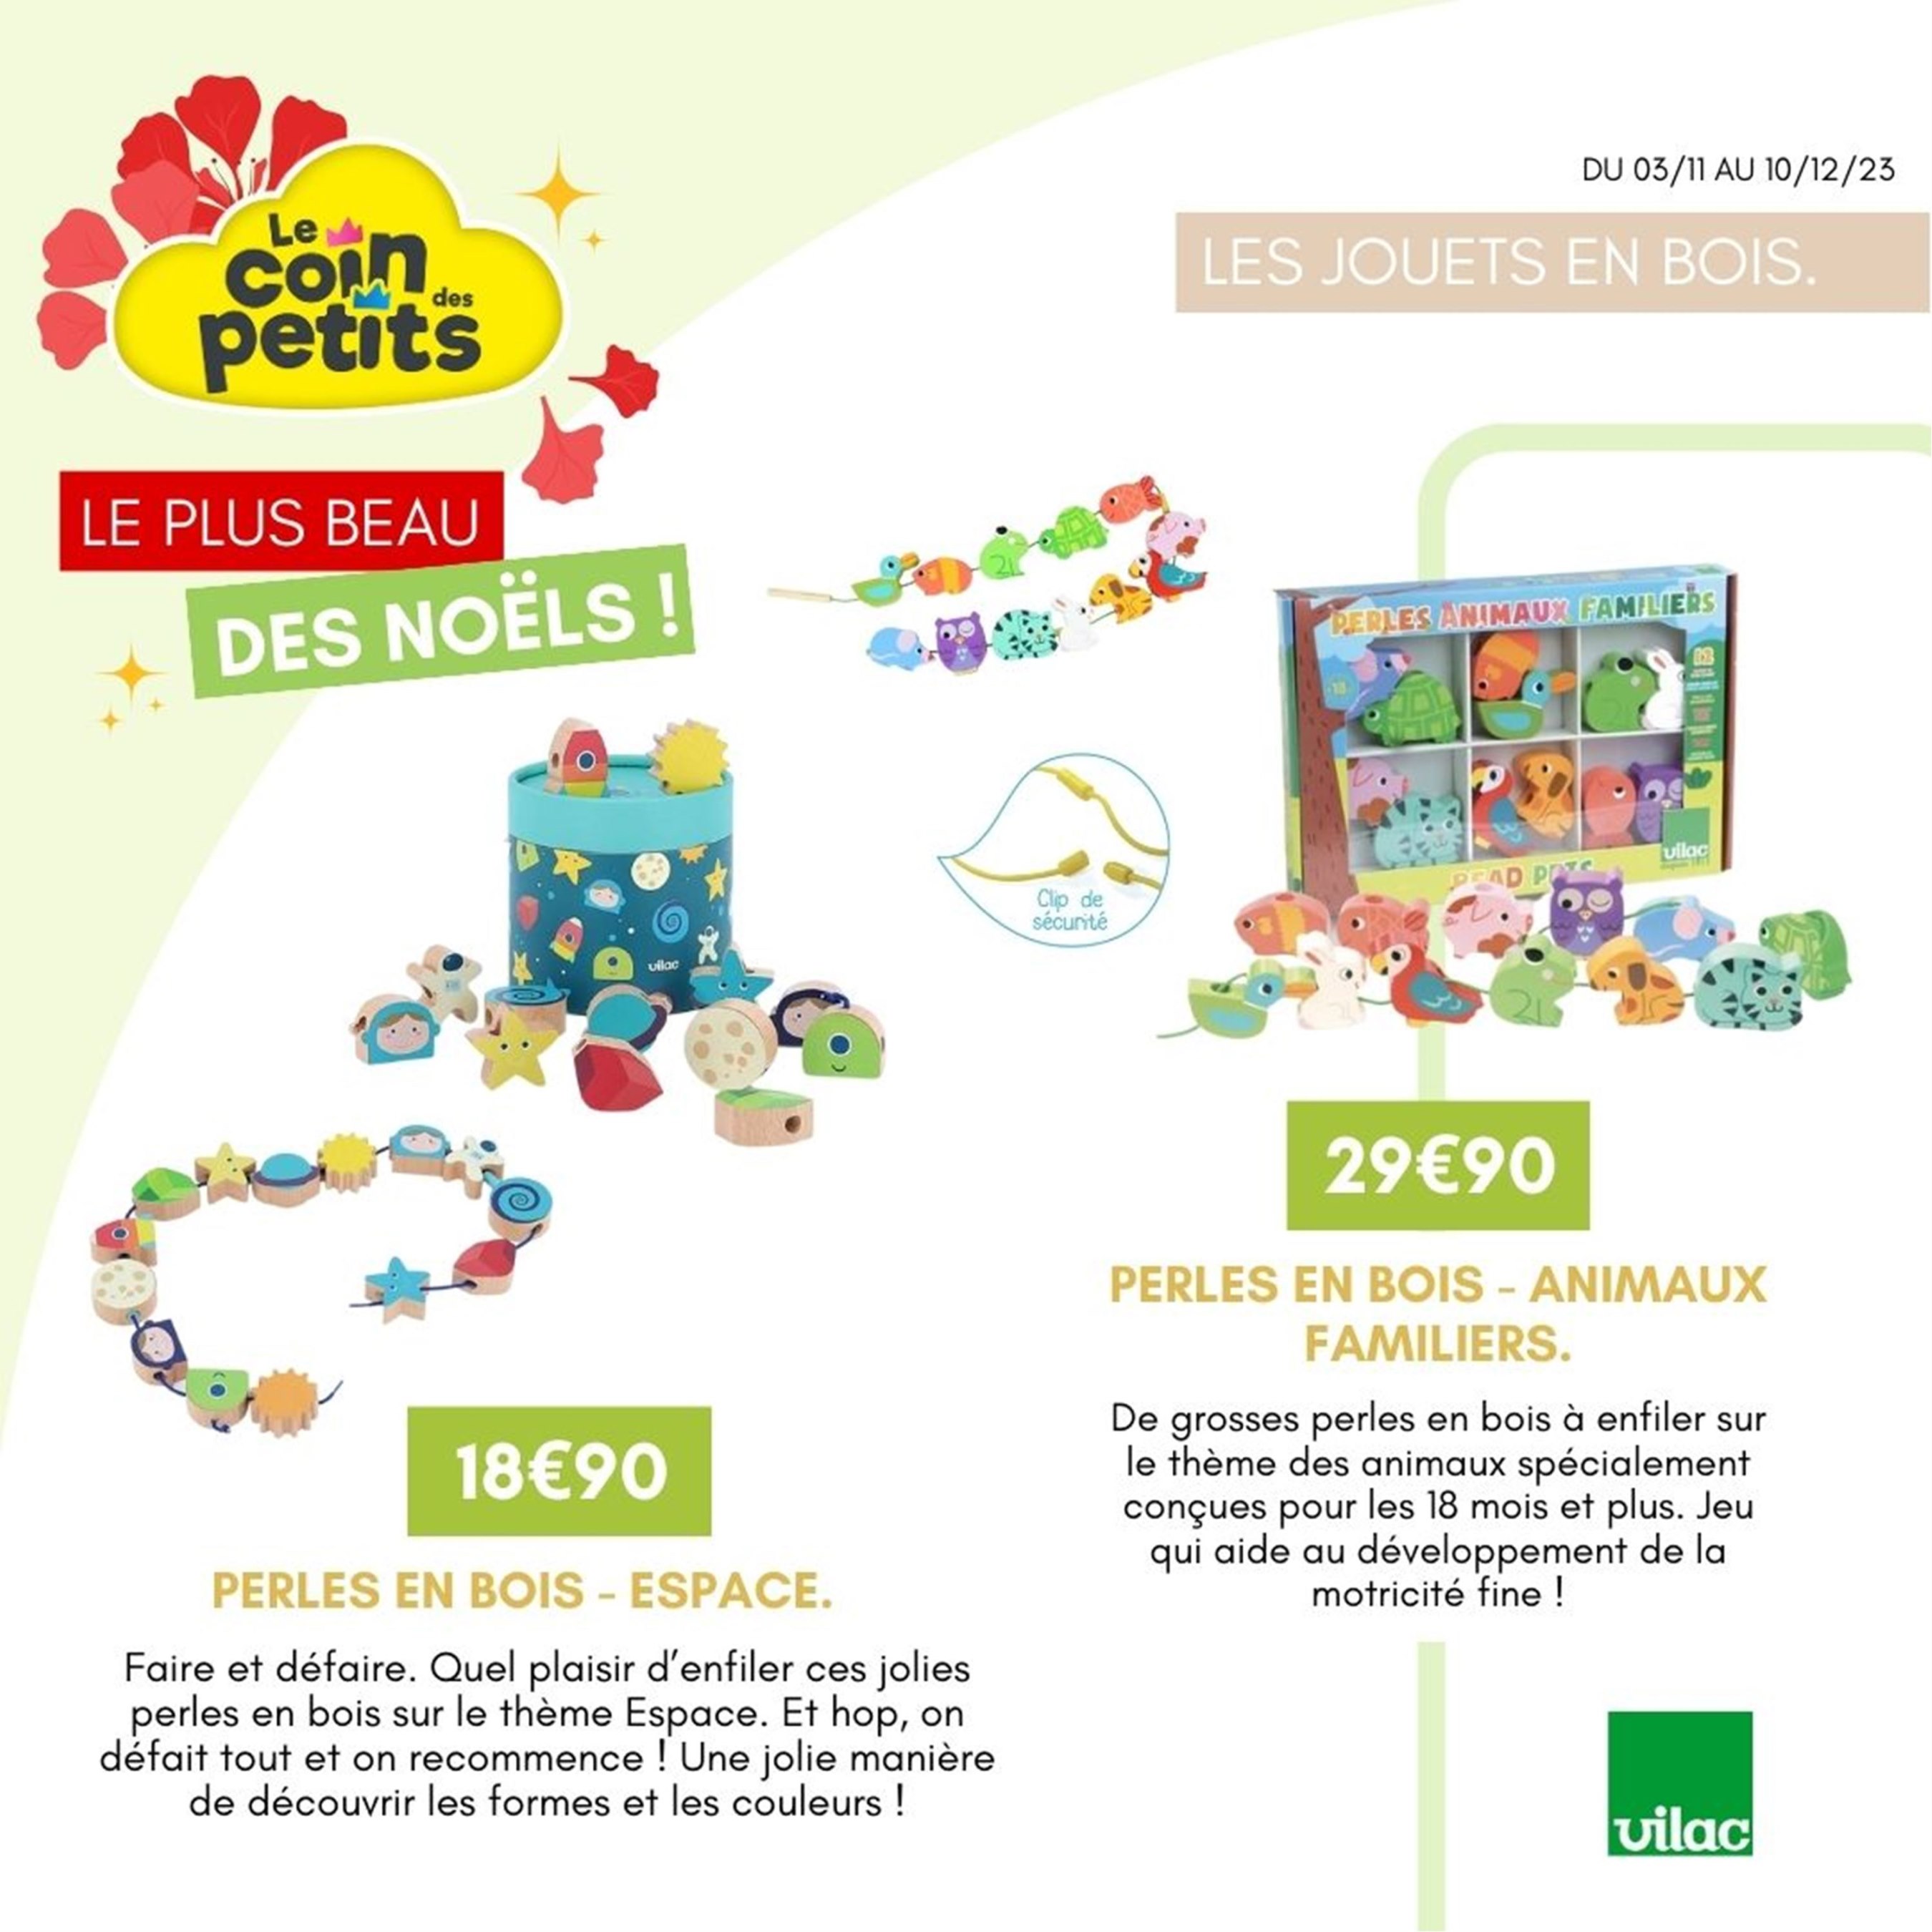 Le
coin
des
petits
DU 03/11 AU 10/12/23
LES JOUETS EN BOIS.
LE PLUS BEAU
DES NOËLS !
PERLES ANIMAUX FAMILIERS
12
vilac
Clip de
sécurité
vilac
29€90
PERLES EN BOIS - ANIMAUX
FAMILIERS.
De grosses perles en bois à enfiler sur
le thème des animaux spécialement
conçues pour les 18 mois et plus. Jeu
qui aide au développement de la
motricité fine !
18€90
PERLES EN BOIS - ESPACE.
Faire et défaire. Quel plaisir d’enfiler ces jolies
perles en bois sur le thème Espace. Et hop, on
défait tout et on recommence ! Une jolie manière
de découvrir les formes et les couleurs !
vilac